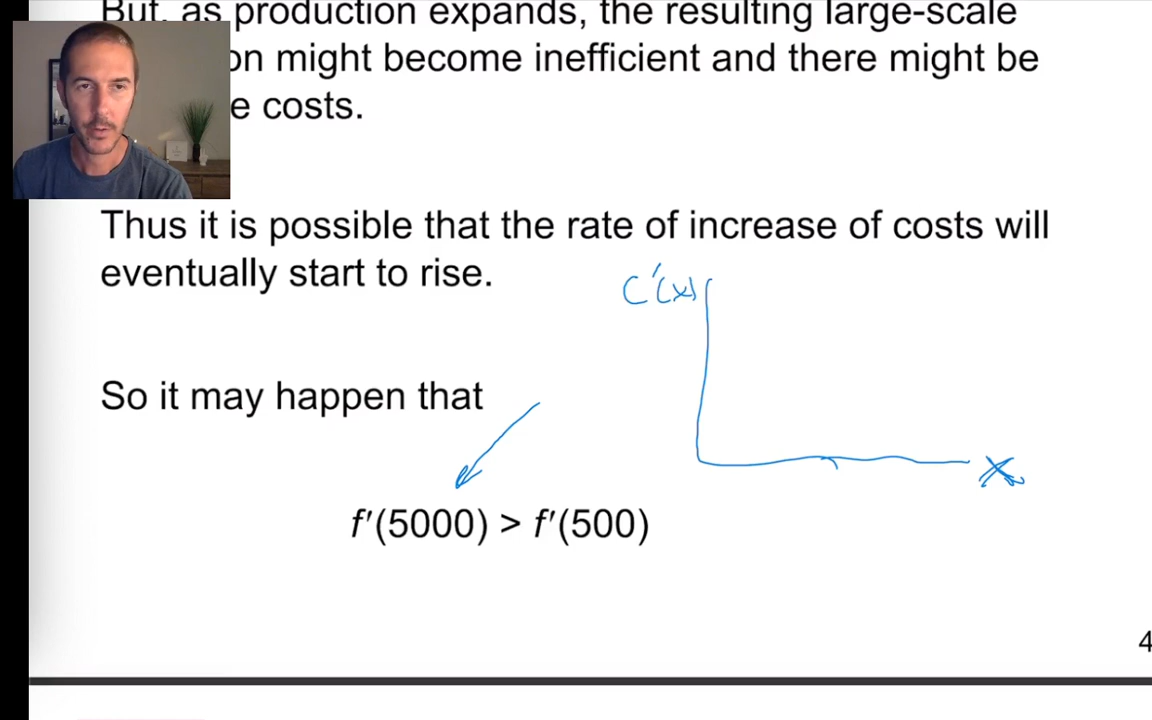 But, as production expands, the resulting large-scale
on might become inefficient and there might be
e costs.
Thus it is possible that the rate of increase of costs will
eventually start to rise.
C'(x)
So it may happen that
x
f′(5000) > f′(500)
4